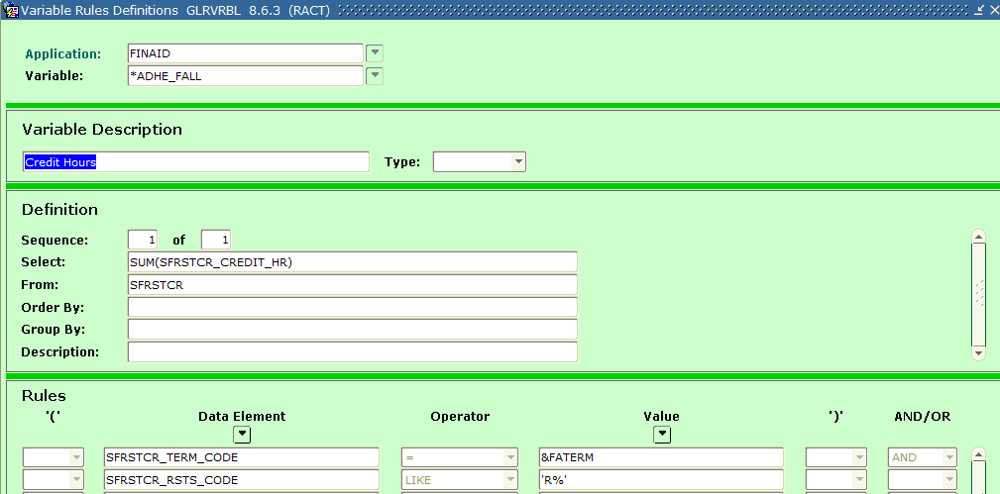 Variable Rules Definitions GLRVRBL 8.6.3 (RACT)
Application: FINAID
Variable: *ADHE_FALL
Variable Description
Credit Hours Type:
Definition
Sequence: 1 of 1
Select: SUM(SFRSTCR_CREDIT_HR)
From: SFRSTCR
Order By:
Group By:
Description:
Rules
'(' Data Element Operator Value ')' AND/OR
SFRSTCR_TERM_CODE = &FATERM AND
SFRSTCR_RSTS_CODE LIKE 'R%'